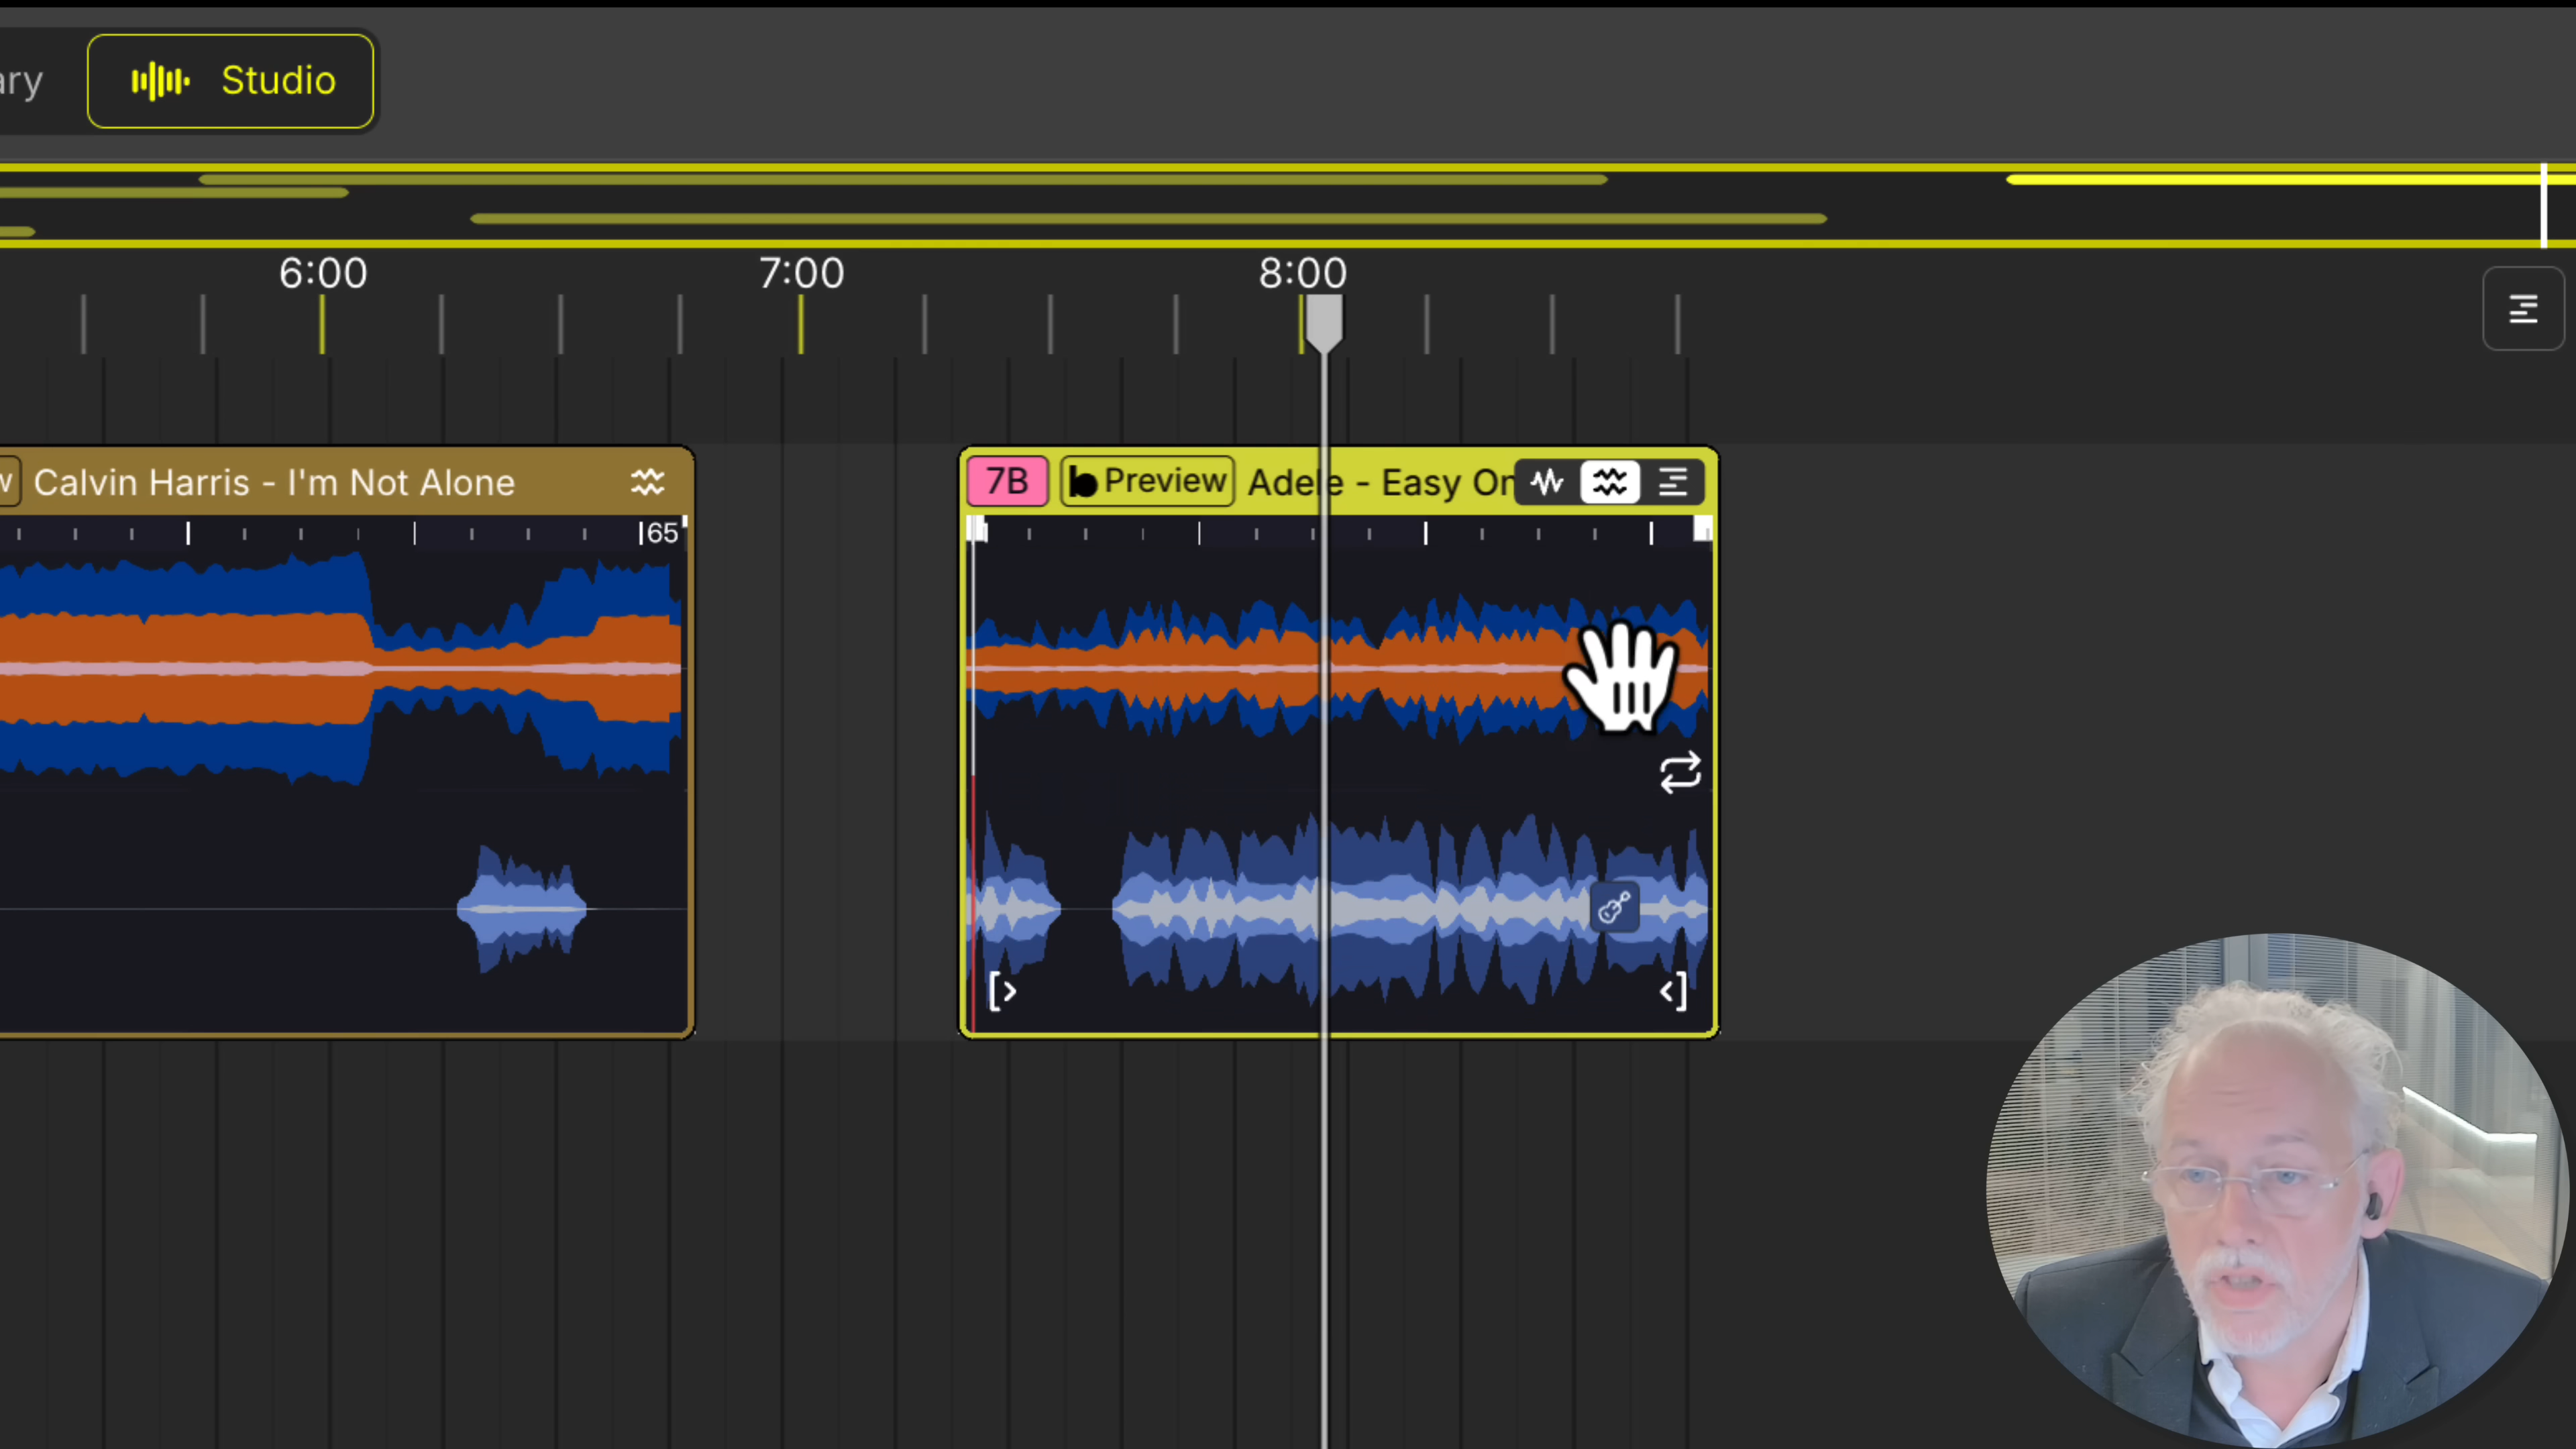 ary
Studio
6:00
7:00
8:00
w
Calvin Harris - I'm Not Alone
7B
Preview
Adele - Easy On
65